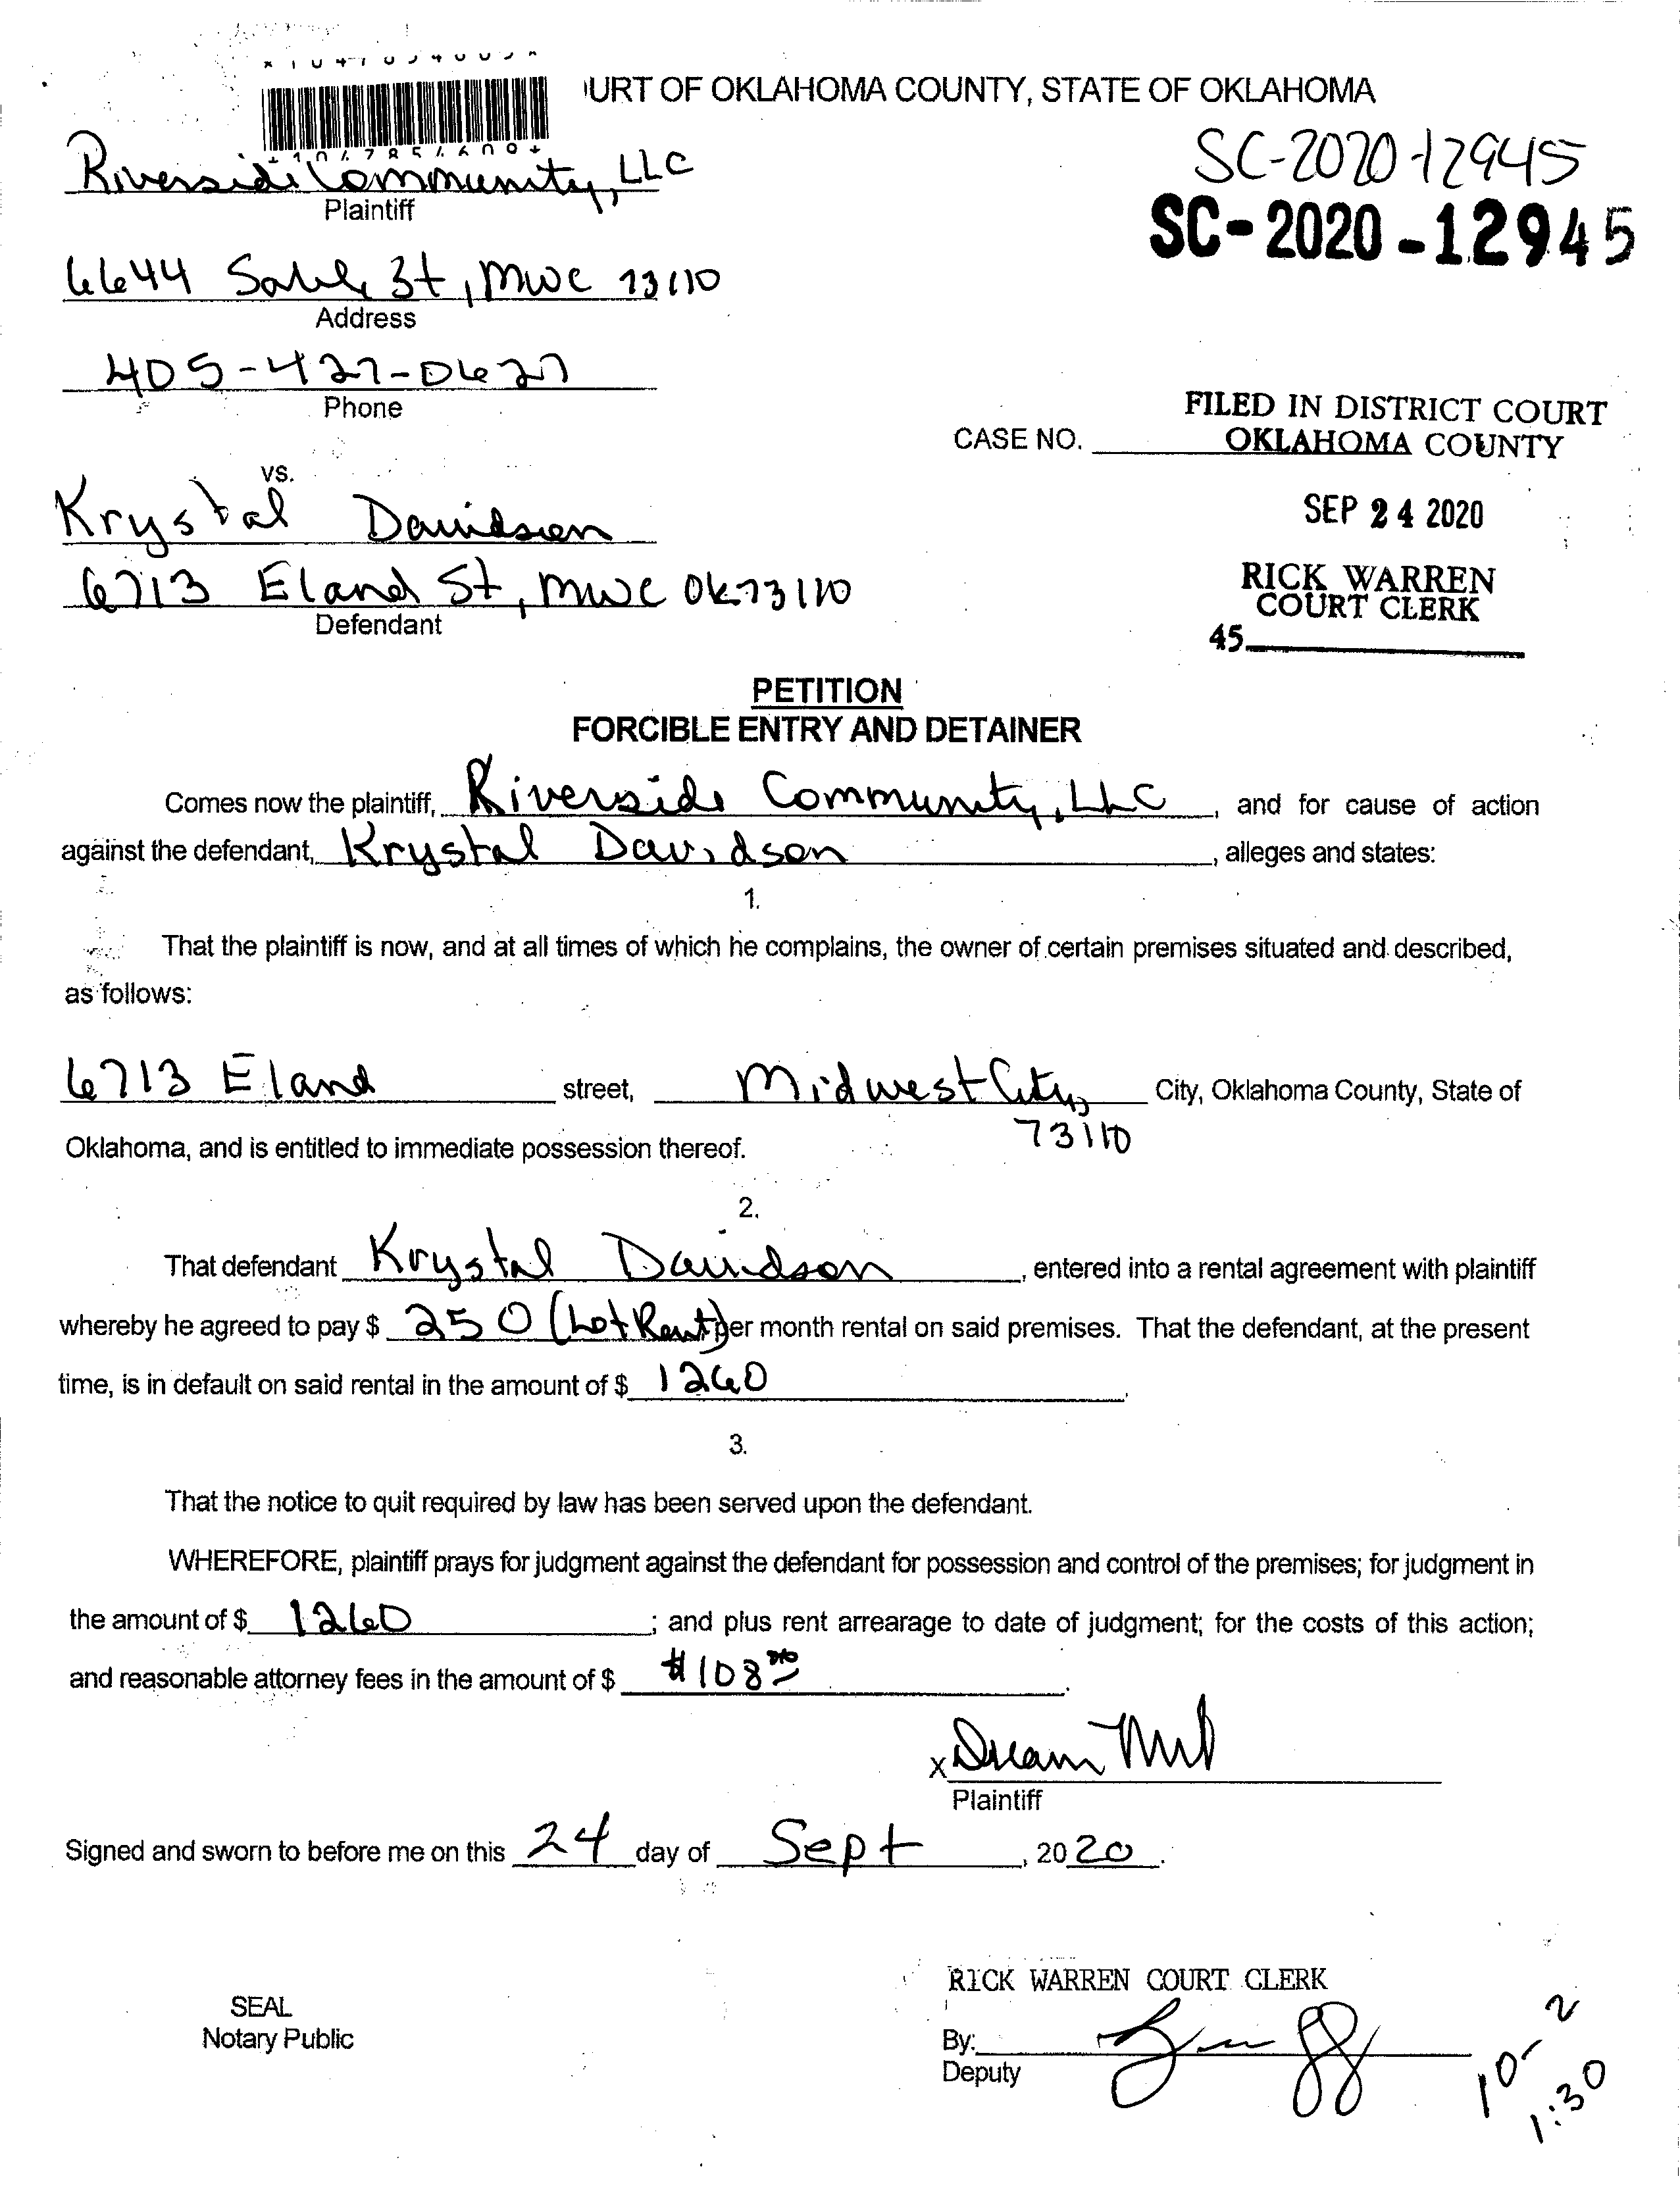 URT OF OKLAHOMA COUNTY, STATE OF OKLAHOMA
Riverside Community, LLC
Plaintiff
SC-2020-12945
SC-2020-12945
6644 Sable St, MWC 73110
Address
405-427-0627
Phone
FILED IN DISTRICT COURT
CASE NO. OKLAHOMA COUNTY
vs.
SEP 24 2020
Krystal Davidson
6713 Eland St, MWC OK 73110
Defendant
RICK WARREN
COURT CLERK
45
PETITION
FORCIBLE ENTRY AND DETAINER
Comes now the plaintiff, Riverside Community, LLC, and for cause of action
against the defendant, Krystal Davidson, alleges and states:
1.
That the plaintiff is now, and at all times of which he complains, the owner of certain premises situated and described,
as follows:
6713 Eland street, Midwest City, City, Oklahoma County, State of
73110
Oklahoma, and is entitled to immediate possession thereof.
2.
That defendant Krystal Davidson, entered into a rental agreement with plaintiff
whereby he agreed to pay $ 250 (Lot Rent) per month rental on said premises. That the defendant, at the present
time, is in default on said rental in the amount of $ 1260.
3.
That the notice to quit required by law has been served upon the defendant.
WHEREFORE, plaintiff prays for judgment against the defendant for possession and control of the premises; for judgment in
the amount of $ 1260; and plus rent arrearage to date of judgment; for the costs of this action;
and reasonable attorney fees in the amount of $ $108.
x
Plaintiff
Signed and sworn to before me on this 24 day of Sept, 2020.
RICK WARREN COURT CLERK
SEAL
Notary Public
By:
Deputy
10-2
1:30